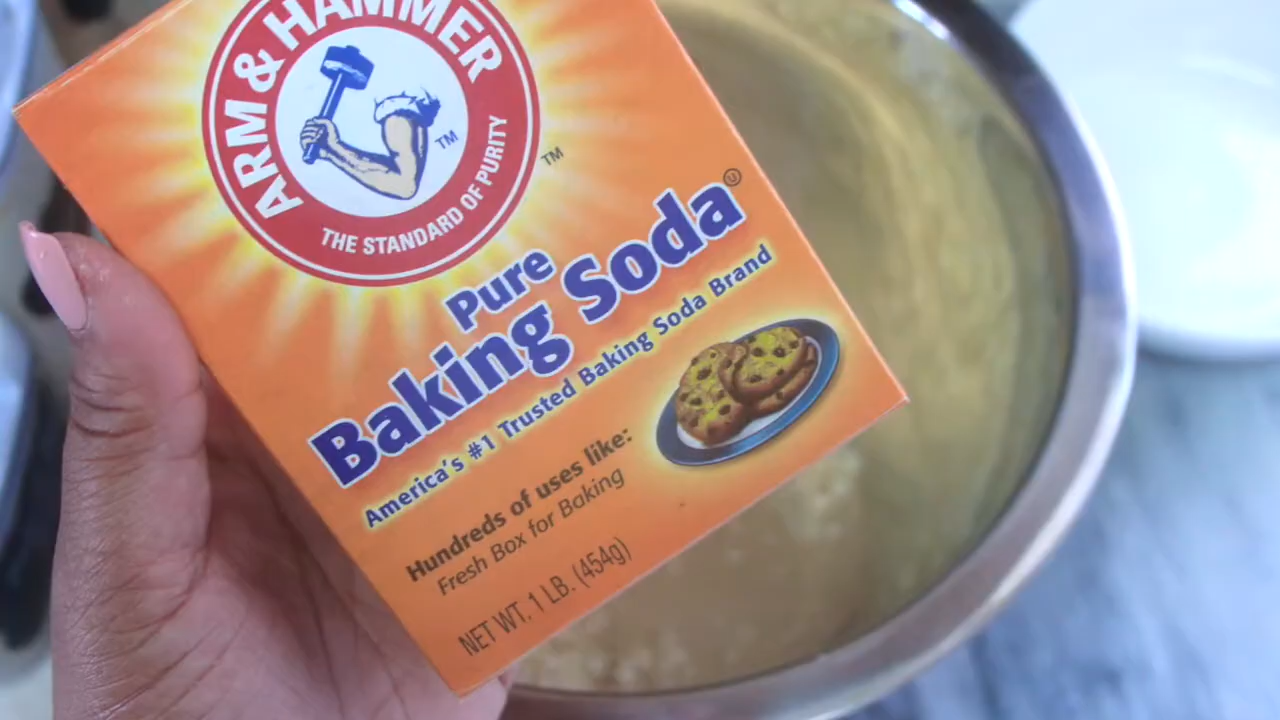 ARM & HAMMER
TM
THE STANDARD OF PURITY
TM
Pure
Baking Soda
U
America's #1 Trusted Baking Soda Brand
Hundreds of uses like:
Fresh Box for Baking
NET WT. 1 LB. (454g)